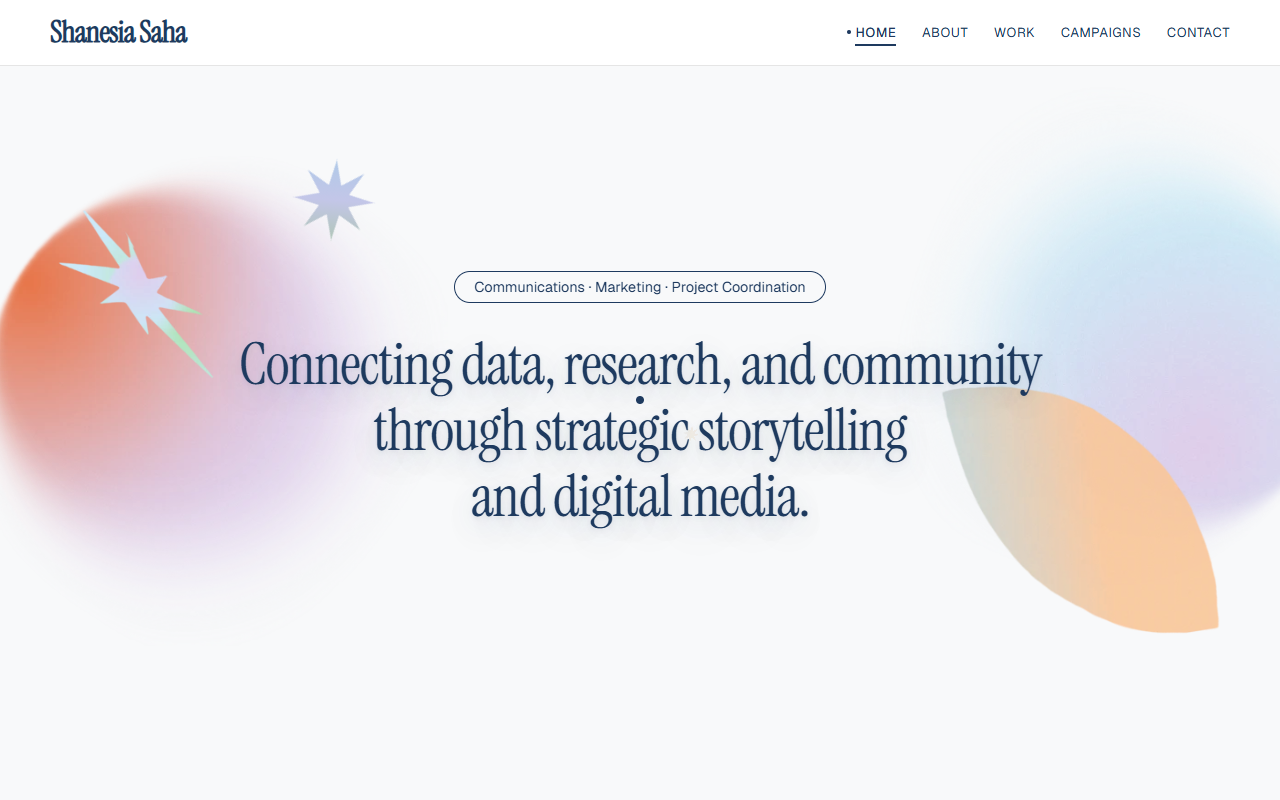 Shanesia Saha
• HOME ABOUT WORK CAMPAIGNS CONTACT
Communications · Marketing · Project Coordination
Connecting data, research, and community
through strategic storytelling
and digital media.